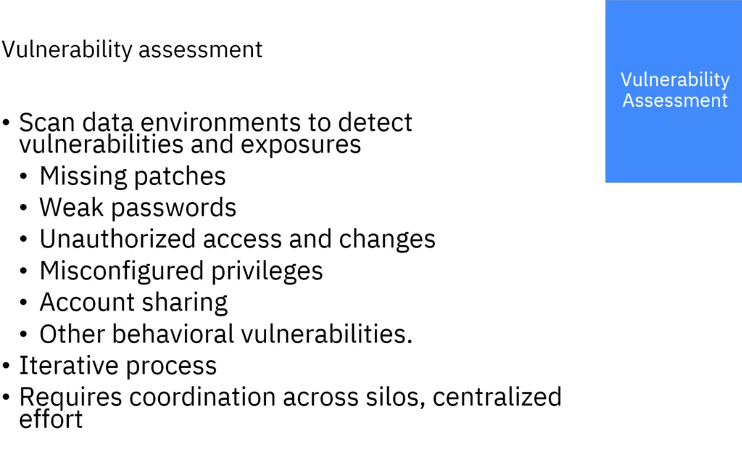 Vulnerability assessment
Vulnerability
Assessment
• Scan data environments to detect
vulnerabilities and exposures
• Missing patches
• Weak passwords
• Unauthorized access and changes
• Misconfigured privileges
• Account sharing
• Other behavioral vulnerabilities.
• Iterative process
• Requires coordination across silos, centralized
effort